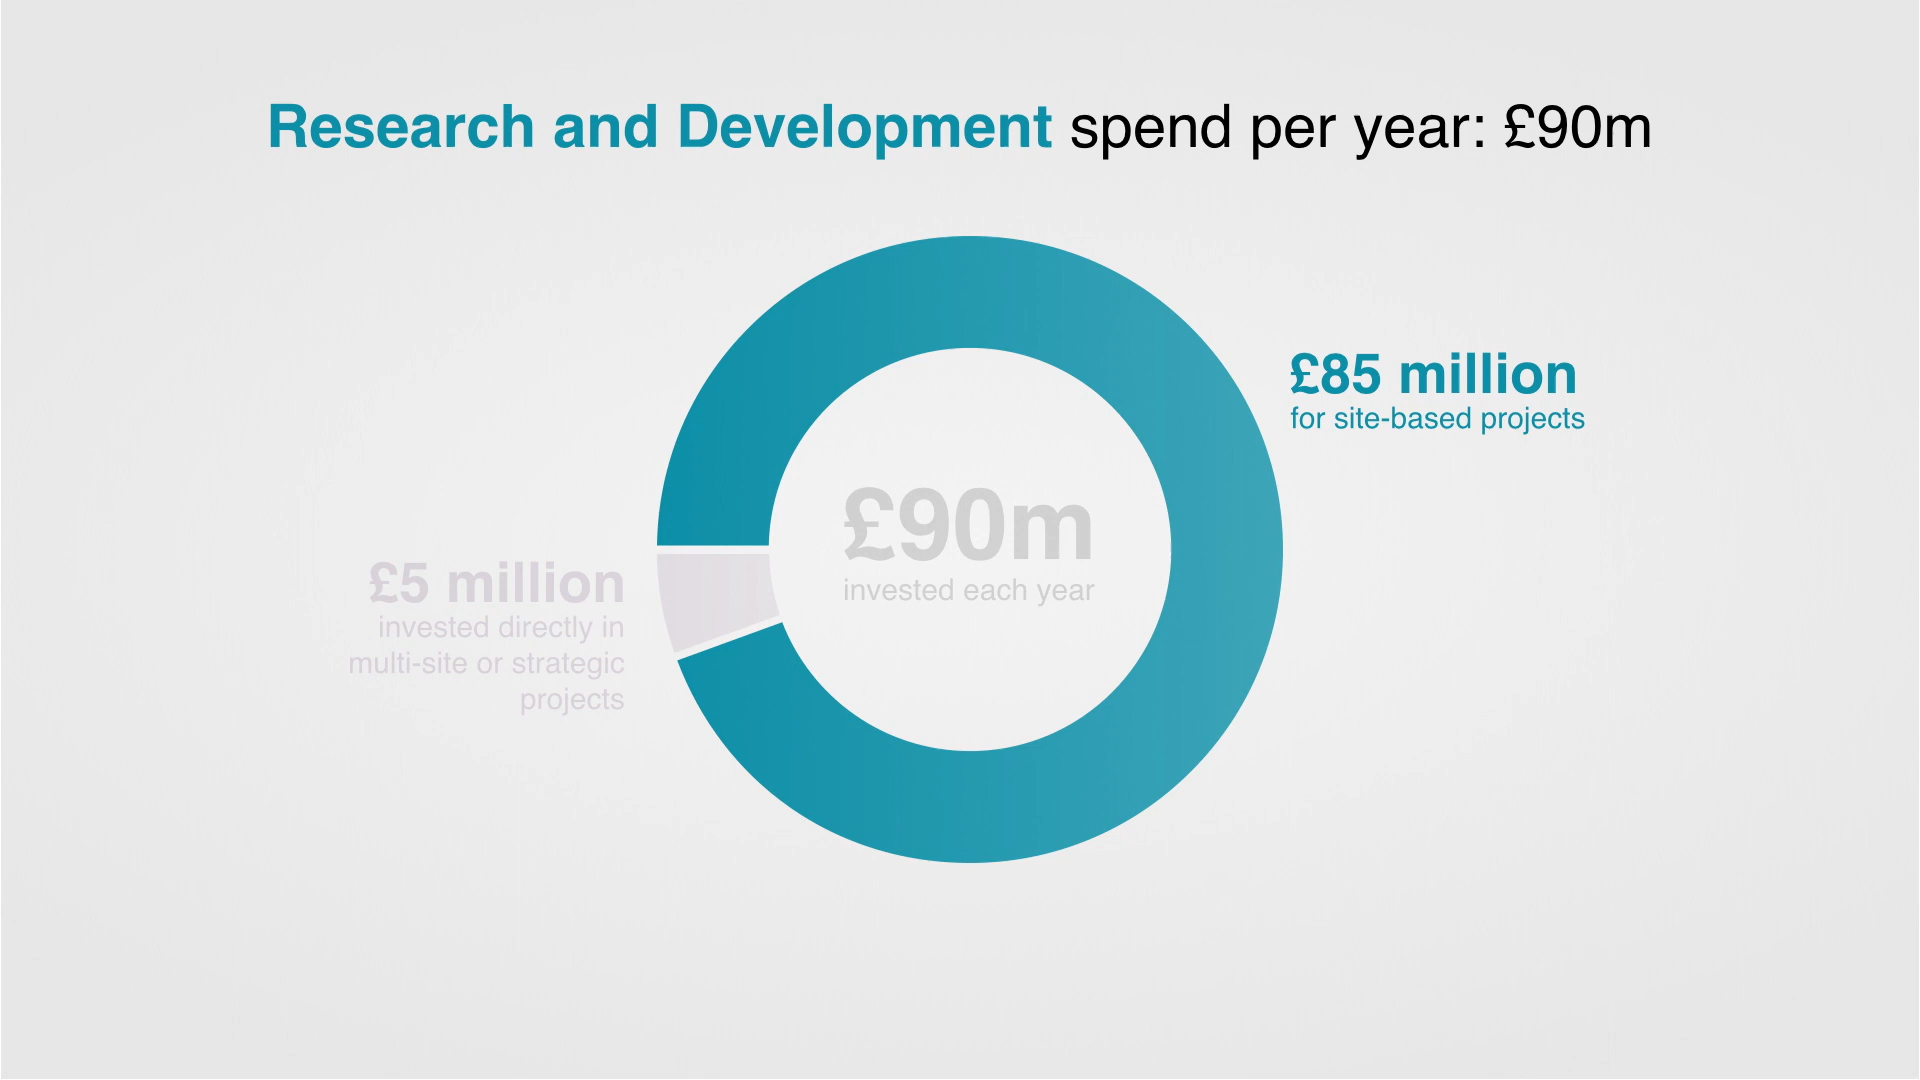 Research and Development spend per year: £90m
£85 million
for site-based projects
£90m
invested each year
£5 million
invested directly in
multi-site or strategic
projects